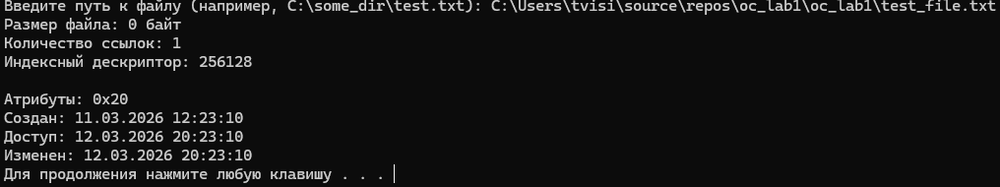 Введите путь к файлу (например, C:\some_dir\test.txt): C:\Users\tvisi\source\repos\oc_lab1\oc_lab1\test_file.txt
Размер файла: 0 байт
Количество ссылок: 1
Индексный дескриптор: 256128
Атрибуты: 0x20
Создан: 11.03.2026 12:23:10
Доступ: 12.03.2026 20:23:10
Изменен: 12.03.2026 20:23:10
Для продолжения нажмите любую клавишу . . .